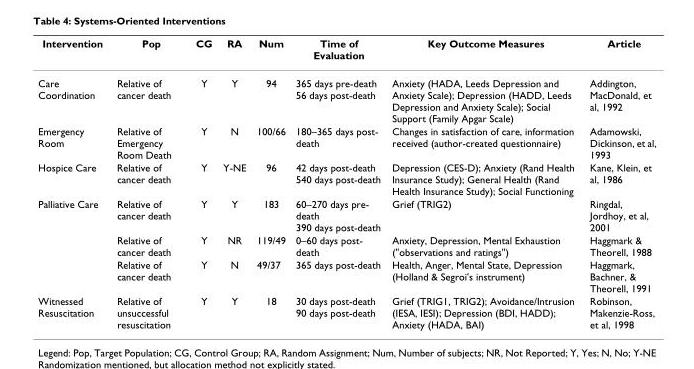 Table 4: Systems-Oriented Interventions
Intervention Pop CG RA Num Time of Evaluation Key Outcome Measures Article
Care Coordination Relative of cancer death Y Y 94 365 days pre-death 56 days post-death Anxiety (HADA, Leeds Depression and Anxiety Scale); Depression (HADD, Leeds Depression and Anxiety Scale); Social Support (Family Apgar Scale) Addington, MacDonald, et al, 1992
Emergency Room Relative of Emergency Room Death Y N 100/66 180–365 days post-death Changes in satisfaction of care, information received (author-created questionnaire) Adamowski, Dickinson, et al, 1993
Hospice Care Relative of cancer death Y Y-NE 96 42 days post-death 540 days post-death Depression (CES-D); Anxiety (Rand Health Insurance Study); General Health (Rand Health Insurance Study); Social Functioning Kane, Klein, et al, 1986
Palliative Care Relative of cancer death Y Y 183 60–270 days pre-death 390 days post-death Grief (TRIG2) Ringdal, Jordhoy, et al, 2001
Relative of cancer death Y NR 119/49 0–60 days post-death Anxiety, Depression, Mental Exhaustion ("observations and ratings") Haggmark & Theorell, 1988
Relative of cancer death Y N 49/37 365 days post-death Health, Anger, Mental State, Depression (Holland & Segroi's instrument) Haggmark, Bachner, & Theorell, 1991
Witnessed Resuscitation Relative of unsuccessful resuscitation Y Y 18 30 days post-death 90 days post-death Grief (TRIG1, TRIG2); Avoidance/Intrusion (IESA, IESI); Depression (BDI, HADD); Anxiety (HADA, BAI) Robinson, Makenzie-Ross, et al, 1998
Legend: Pop, Target Population; CG, Control Group; RA, Random Assignment; Num, Number of subjects; NR, Not Reported; Y, Yes; N, No; Y-NE
Randomization mentioned, but allocation method not explicitly stated.